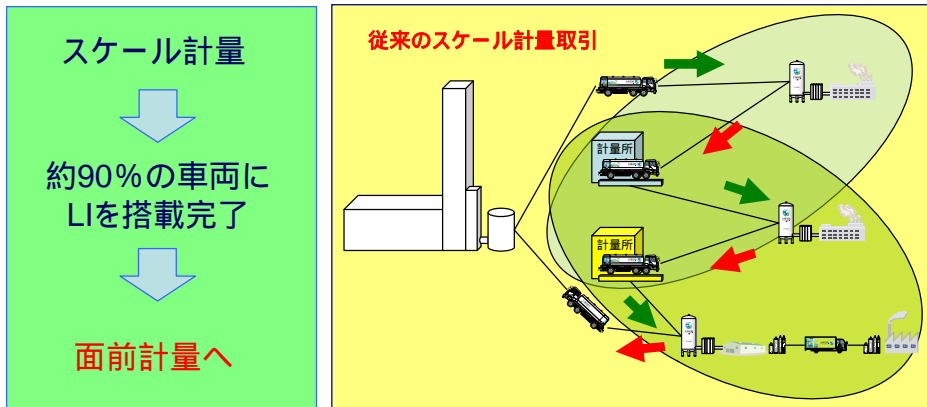 スケール計量
約90%の車両に
LIを搭載完了
面前計量へ
従来のスケール計量取引
計量所
計量所